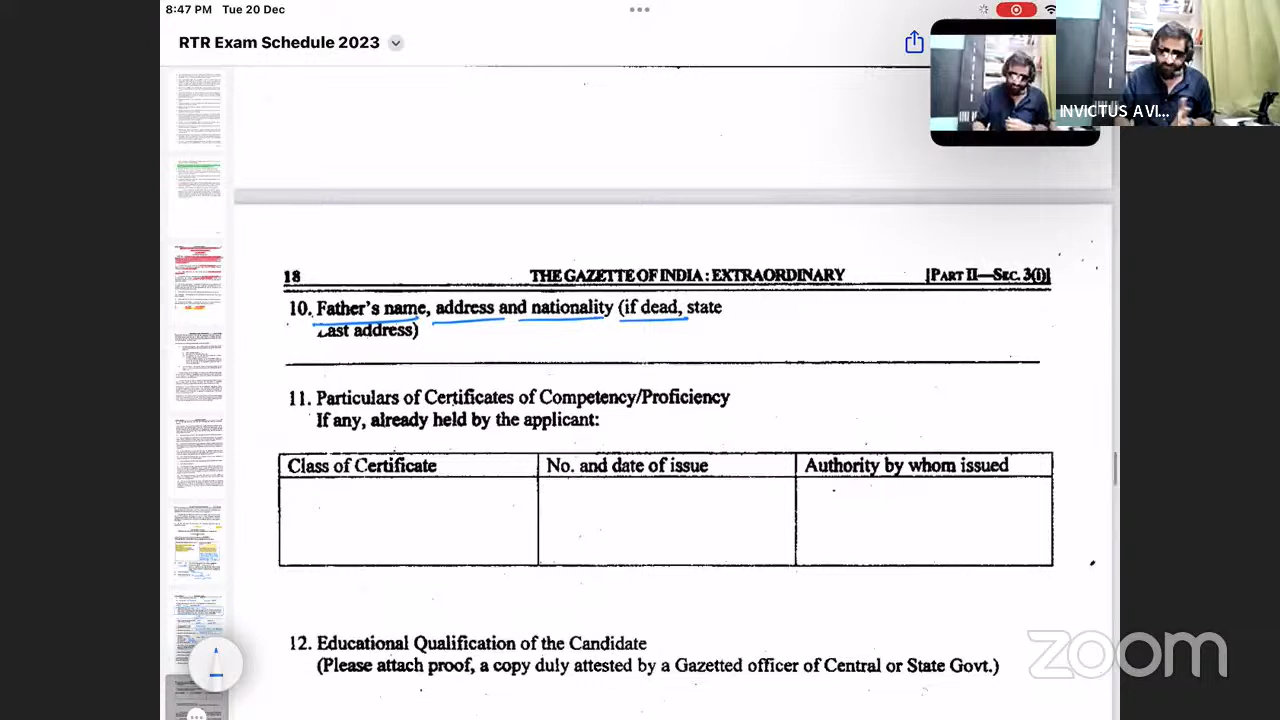 8:47 PM Tue 20 Dec
RTR Exam Schedule 2023
INVICTUS AVI...
18 THE GAZETTE OF INDIA EXTRAORDINARY [PART II—SEC. 3(i)]
10. Father's name, address and nationality (if dead, state
Last address)
11. Particulars of Certificates of Competency/Proficiency
If any, already held by the applicant:
Class of Certificate No. and date of issue Authority by whom issued
12. Educational Qualification of the Candidate
(Please attach proof, a copy duly attested by a Gazetted officer of Central or State Govt.)
zoom